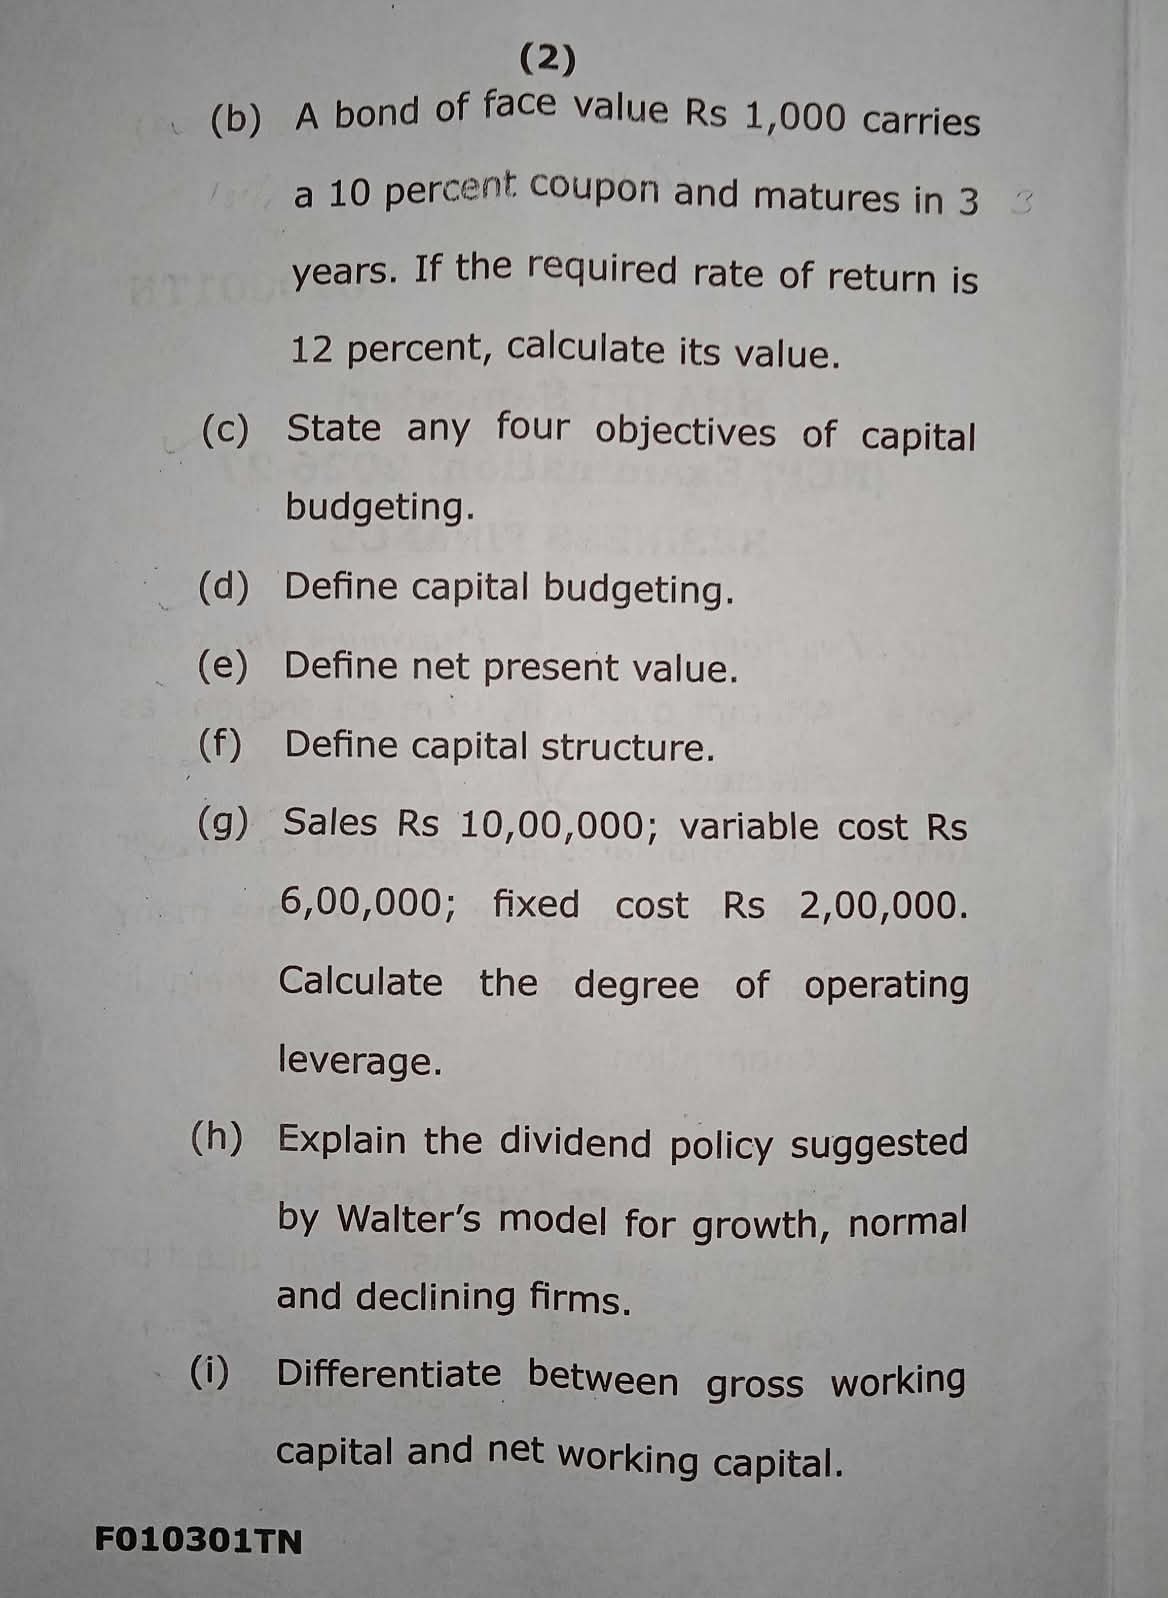 (2)
(b) A bond of face value Rs 1,000 carries
a 10 percent coupon and matures in 3 3
years. If the required rate of return is
12 percent, calculate its value.
(c) State any four objectives of capital
budgeting.
(d) Define capital budgeting.
(e) Define net present value.
(f) Define capital structure.
(g) Sales Rs 10,00,000; variable cost Rs
6,00,000; fixed cost Rs 2,00,000.
Calculate the degree of operating
leverage.
(h) Explain the dividend policy suggested
by Walter's model for growth, normal
and declining firms.
(i) Differentiate between gross working
capital and net working capital.
F010301TN